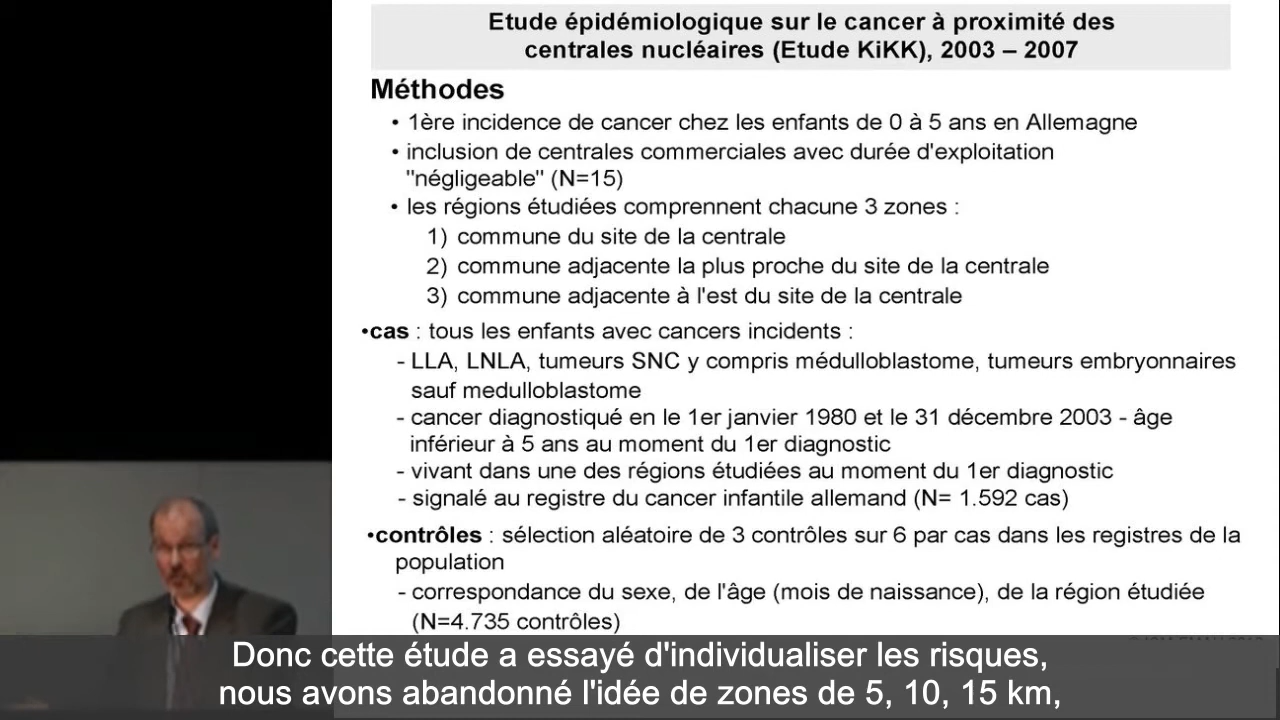 Etude épidémiologique sur le cancer à proximité des
centrales nucléaires (Etude KiKK), 2003 – 2007
Méthodes
• 1ère incidence de cancer chez les enfants de 0 à 5 ans en Allemagne
• inclusion de centrales commerciales avec durée d'exploitation
"négligeable" (N=15)
• les régions étudiées comprennent chacune 3 zones :
1) commune du site de la centrale
2) commune adjacente la plus proche du site de la centrale
3) commune adjacente à l'est du site de la centrale
•cas : tous les enfants avec cancers incidents :
- LLA, LNLA, tumeurs SNC y compris médulloblastome, tumeurs embryonnaires
sauf medulloblastome
- cancer diagnostiqué en le 1er janvier 1980 et le 31 décembre 2003 - âge
inférieur à 5 ans au moment du 1er diagnostic
- vivant dans une des régions étudiées au moment du 1er diagnostic
- signalé au registre du cancer infantile allemand (N= 1.592 cas)
•contrôles : sélection aléatoire de 3 contrôles sur 6 par cas dans les registres de la
population
- correspondance du sexe, de l'âge (mois de naissance), de la région étudiée
(N=4.735 contrôles)
Donc cette étude a essayé d'individualiser les risques,
nous avons abandonné l'idée de zones de 5, 10, 15 km,